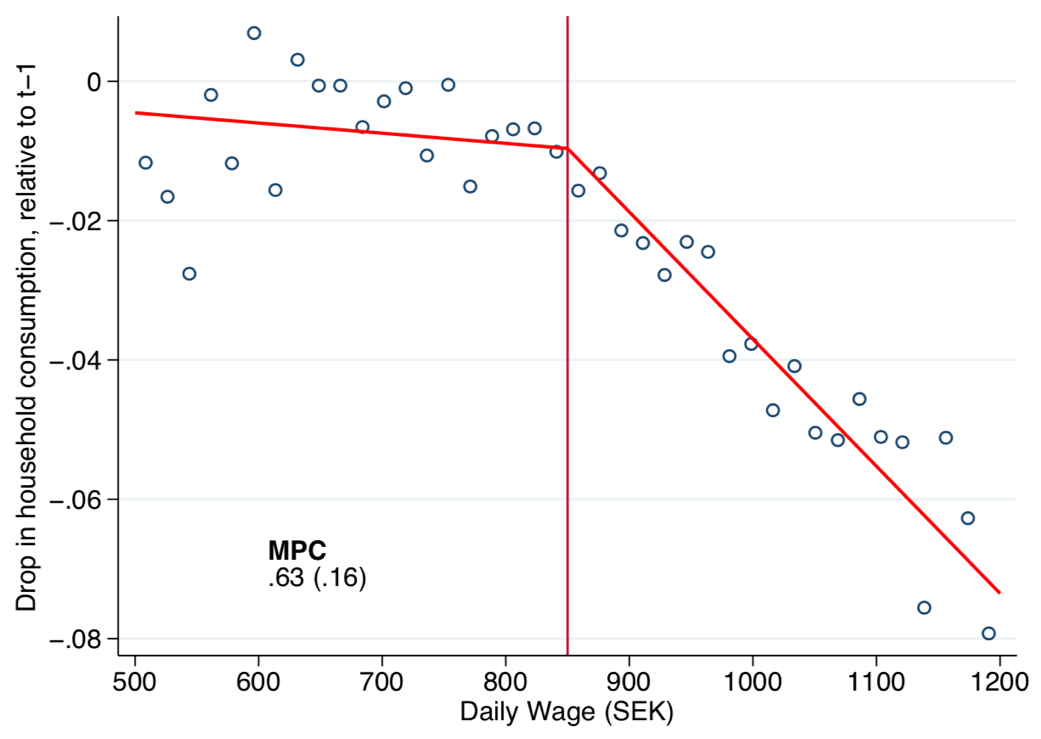 Drop in household consumption, relative to t−1
0
−.02
−.04
−.06
−.08
MPC
.63 (.16)
500 600 700 800 900 1000 1100 1200
Daily Wage (SEK)